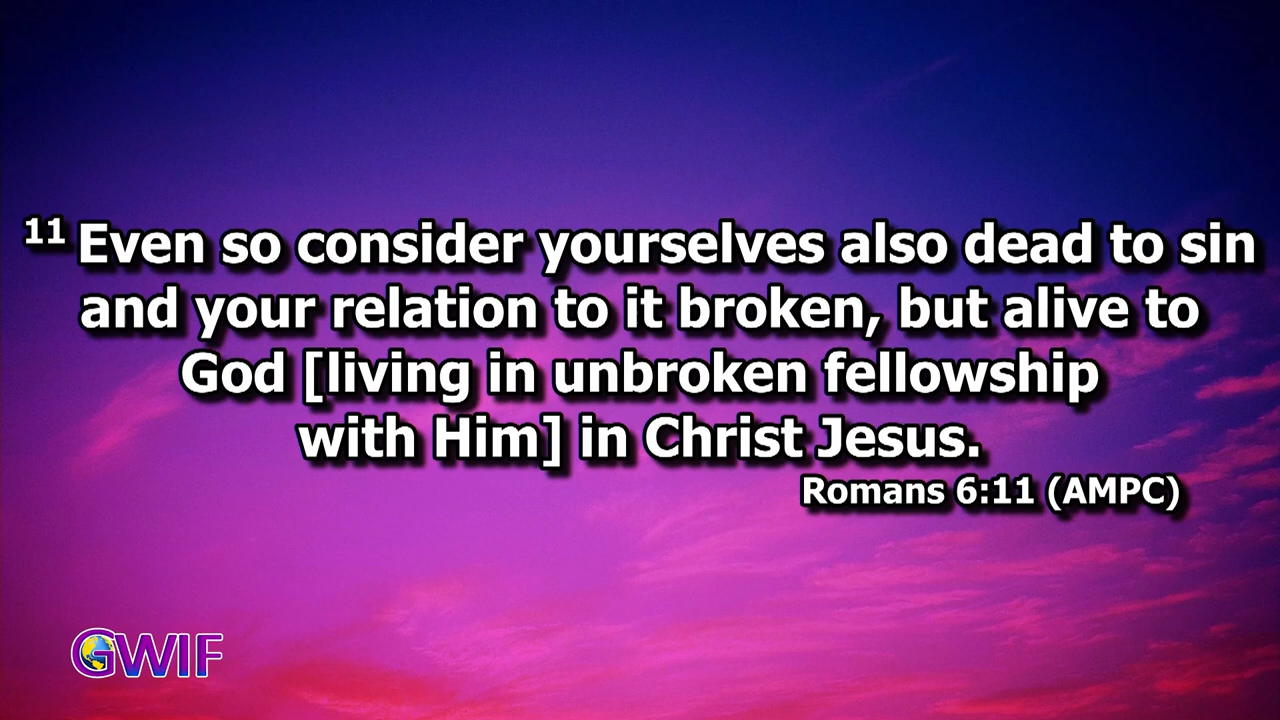 11 Even so consider yourselves also dead to sin
and your relation to it broken, but alive to
God [living in unbroken fellowship
with Him] in Christ Jesus.
Romans 6:11 (AMPC)
GWIF